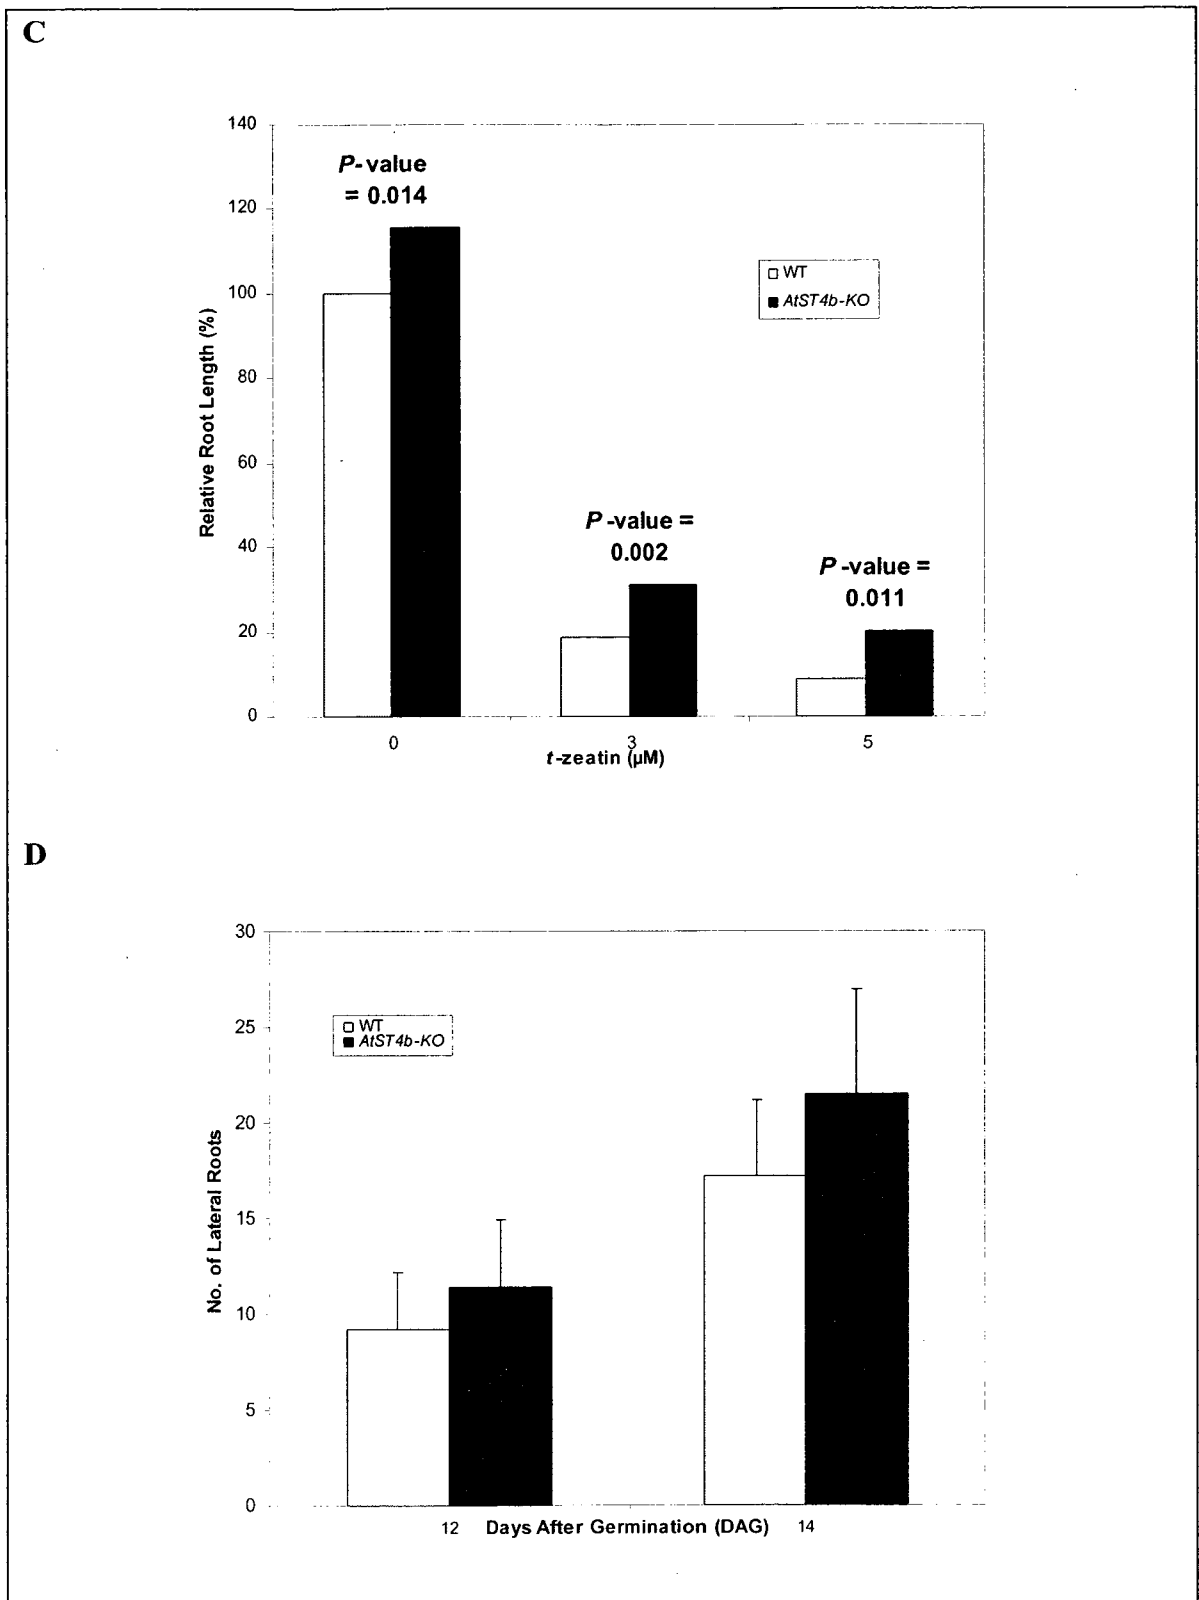 C
140
120
100
80
60
40
20
0
Relative Root Length (%)
P-value
= 0.014
P-value =
0.002
P-value =
0.011
WT
AtST4b-KO
0
3
5
t-zeatin (µM)
D
30
25
20
15
10
5
0
No. of Lateral Roots
WT
AtST4b-KO
12 Days After Germination (DAG) 14